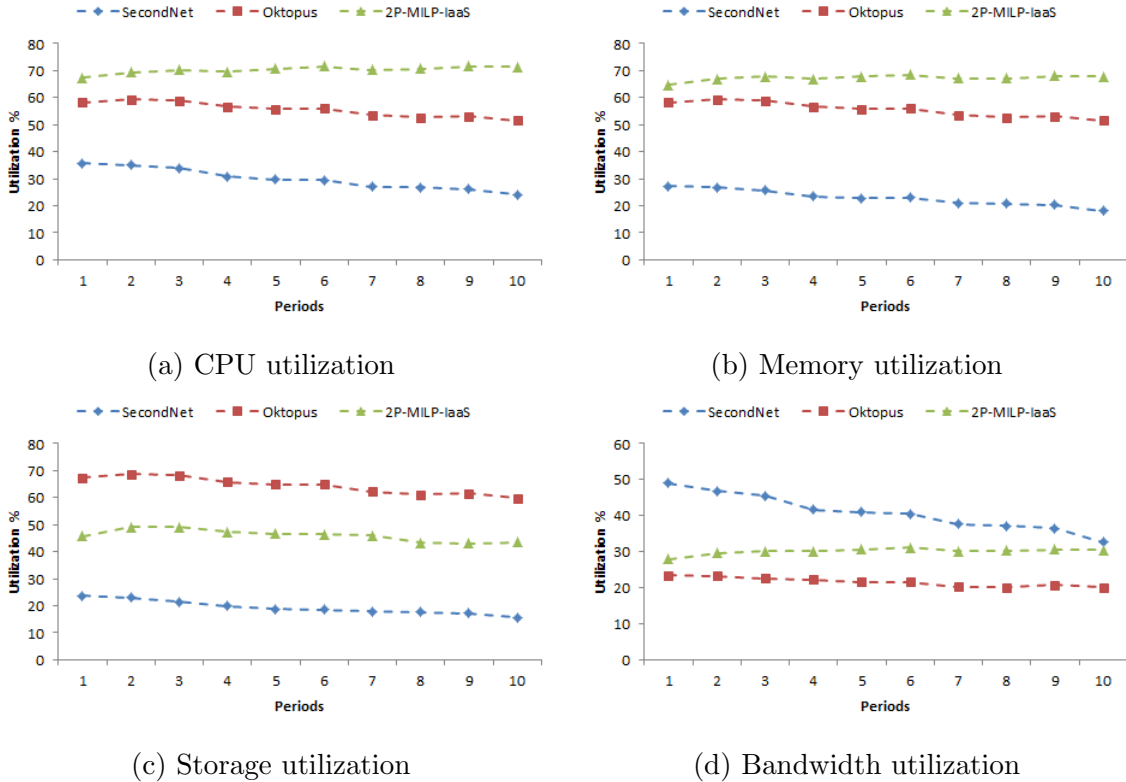 SecondNet Oktopus 2P-MILP-IaaS
80
70
60
50
40
30
20
10
0
Utilization %
1 2 3 4 5 6 7 8 9 10
Periods
(a) CPU utilization
SecondNet Oktopus 2P-MILP-IaaS
80
70
60
50
40
30
20
10
0
Utilization %
1 2 3 4 5 6 7 8 9 10
Periods
(b) Memory utilization
SecondNet Oktopus 2P-MILP-IaaS
80
70
60
50
40
30
20
10
0
Utilization %
1 2 3 4 5 6 7 8 9 10
Periods
(c) Storage utilization
SecondNet Oktopus 2P-MILP-IaaS
60
50
40
30
20
10
0
Utilization %
1 2 3 4 5 6 7 8 9 10
Periods
(d) Bandwidth utilization